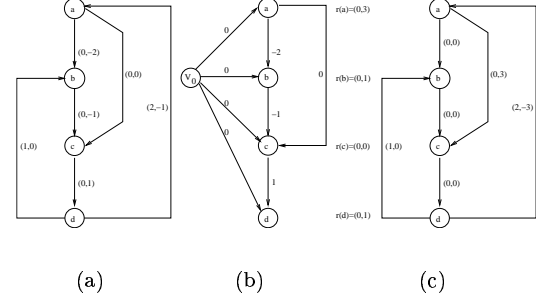 a
(0,-2)
(0,0)
b
(0,-1)
(2,-1)
(1,0)
c
(0,1)
d
(a)
a
0
-2
V0
0
b
0
0
-1
0
c
1
d
(b)
r(a)=(0,3)
r(b)=(0,1)
r(c)=(0,0)
r(d)=(0,1)
a
(0,0)
(0,3)
b
(0,0)
(2,-3)
(1,0)
c
(0,0)
d
(c)